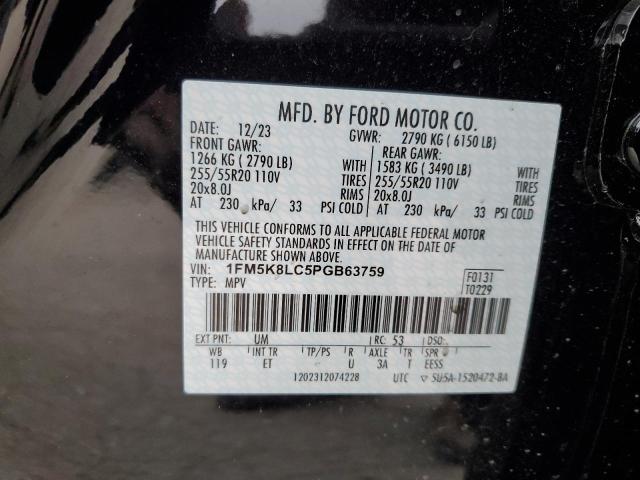 MFD. BY FORD MOTOR CO.
DATE: 12/23 GVWR: 2790 KG ( 6150 LB)
FRONT GAWR: REAR GAWR:
1266 KG ( 2790 LB) WITH 1583 KG ( 3490 LB) WITH
255/55R20 110V TIRES 255/55R20 110V TIRES
20x8.0J RIMS 20x8.0J RIMS
AT 230 kPa/ 33 PSI COLD AT 230 kPa/ 33 PSI COLD
THIS VEHICLE CONFORMS TO ALL APPLICABLE FEDERAL MOTOR
VEHICLE SAFETY STANDARDS IN EFFECT ON THE DATE OF
MANUFACTURE SHOWN ABOVE.
VIN: 1FM5K8LC5PGB63759 F0131
TYPE: MPV T0229
EXT PNT: UM RC: 53 DSO:
WB INT TR TP/PS R AXLE TR SPR
119 ET U 3A T EESS
1202312074228 UTC ▽ SU5A-1520472-BA